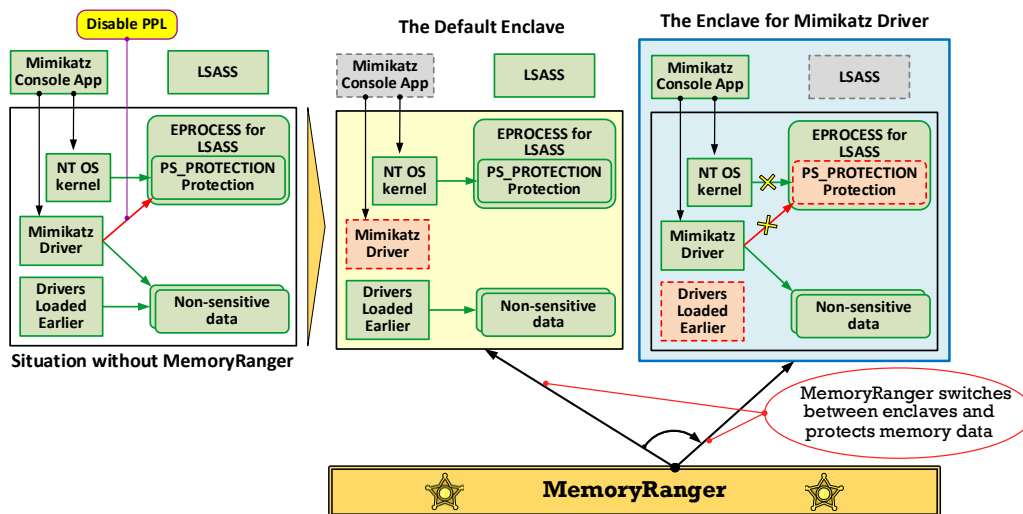 Disable PPL
Mimikatz
Console App
LSASS
EPROCESS for
LSASS
PS_PROTECTION
Protection
NT OS
kernel
Mimikatz
Driver
Drivers
Loaded
Earlier
Non-sensitive
data
Situation without MemoryRanger
The Default Enclave
Mimikatz
Console App
LSASS
EPROCESS for
LSASS
PS_PROTECTION
Protection
NT OS
kernel
Mimikatz
Driver
Drivers
Loaded
Earlier
Non-sensitive
data
The Enclave for Mimikatz Driver
Mimikatz
Console App
LSASS
EPROCESS for
LSASS
PS_PROTECTION
Protection
NT OS
kernel
Mimikatz
Driver
Drivers
Loaded
Earlier
Non-sensitive
data
MemoryRanger switches
between enclaves and
protects memory data
MemoryRanger